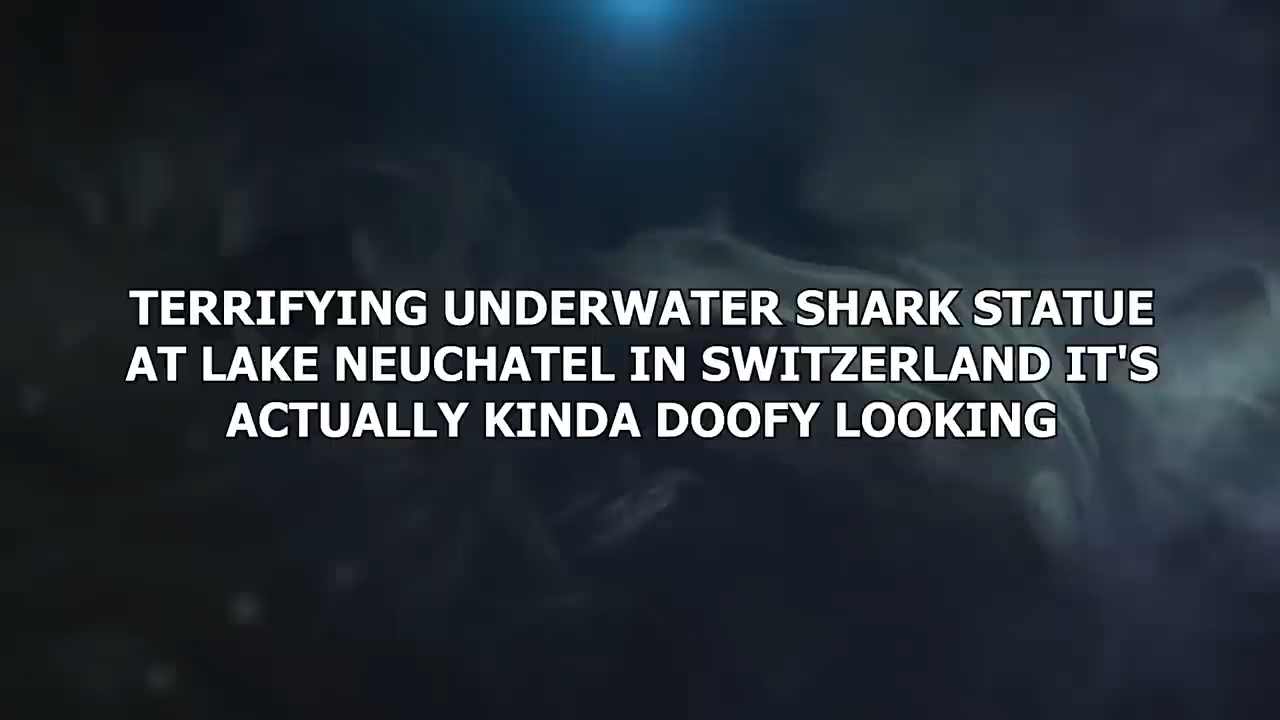 TERRIFYING UNDERWATER SHARK STATUE
AT LAKE NEUCHATEL IN SWITZERLAND IT'S
ACTUALLY KINDA DOOFY LOOKING